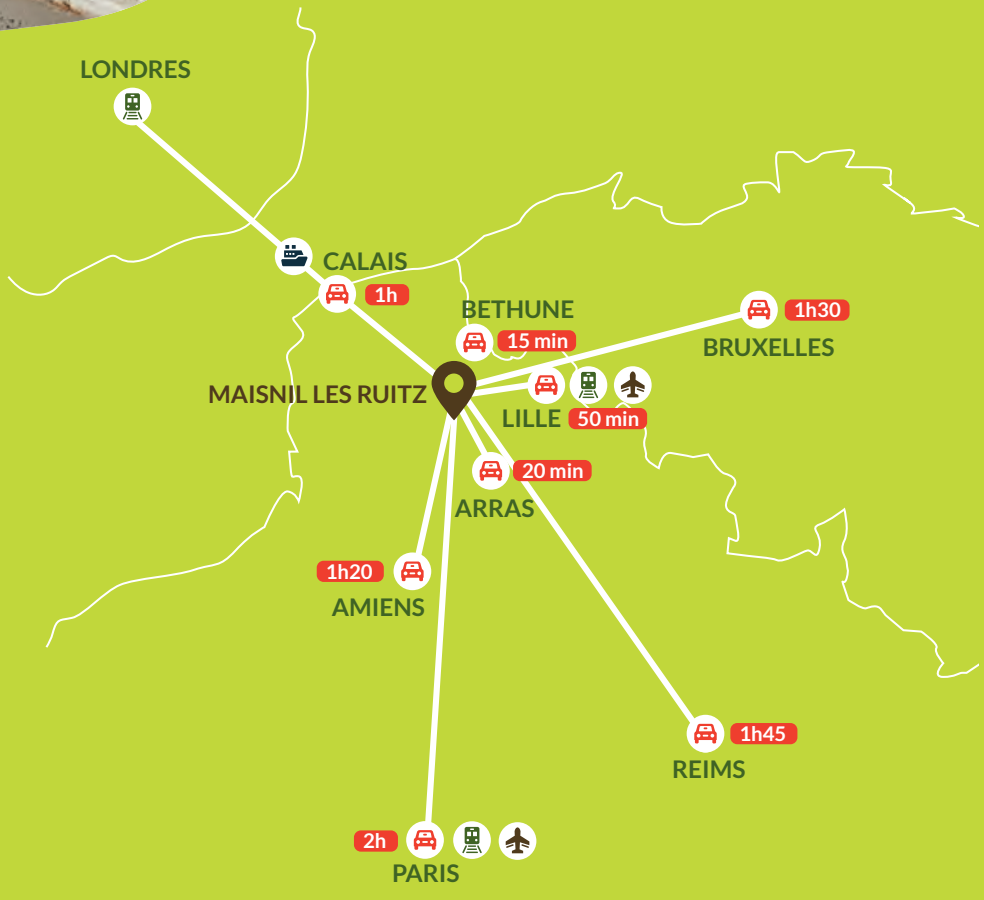 LONDRES
CALAIS
1h
BETHUNE
15 min
1h30
BRUXELLES
MAISNIL LES RUITZ
LILLE
50 min
20 min
ARRAS
1h20
AMIENS
1h45
REIMS
2h
PARIS